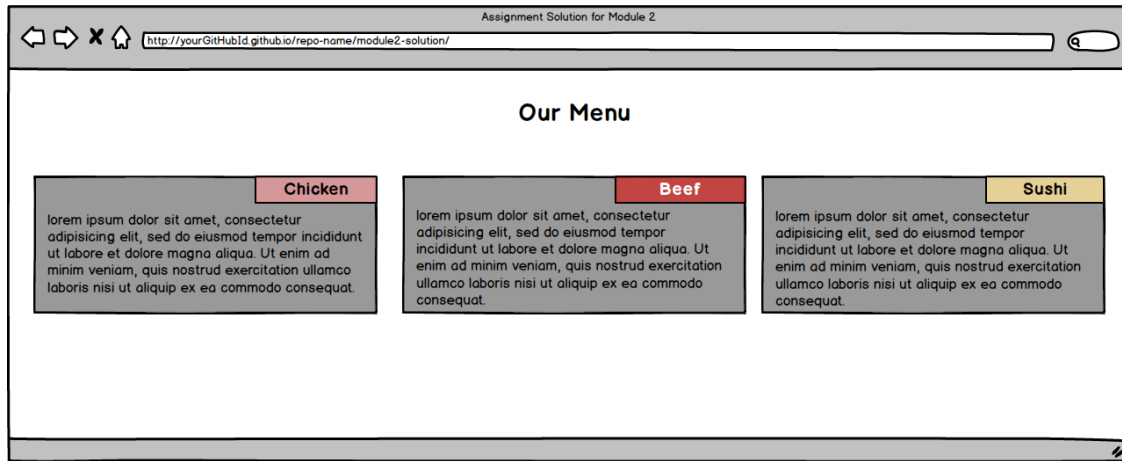 Assignment Solution for Module 2
http://yourGitHubId.github.io/repo-name/module2-solution/
Our Menu
Chicken
lorem ipsum dolor sit amet, consectetur
adipisicing elit, sed do eiusmod tempor incididunt
ut labore et dolore magna aliqua. Ut enim ad
minim veniam, quis nostrud exercitation ullamco
laboris nisi ut aliquip ex ea commodo consequat.
Beef
lorem ipsum dolor sit amet, consectetur
adipisicing elit, sed do eiusmod tempor
incididunt ut labore et dolore magna aliqua. Ut
enim ad minim veniam, quis nostrud exercitation
ullamco laboris nisi ut aliquip ex ea commodo
consequat.
Sushi
lorem ipsum dolor sit amet, consectetur
adipisicing elit, sed do eiusmod tempor
incididunt ut labore et dolore magna aliqua. Ut
enim ad minim veniam, quis nostrud exercitation
ullamco laboris nisi ut aliquip ex ea commodo
consequat.